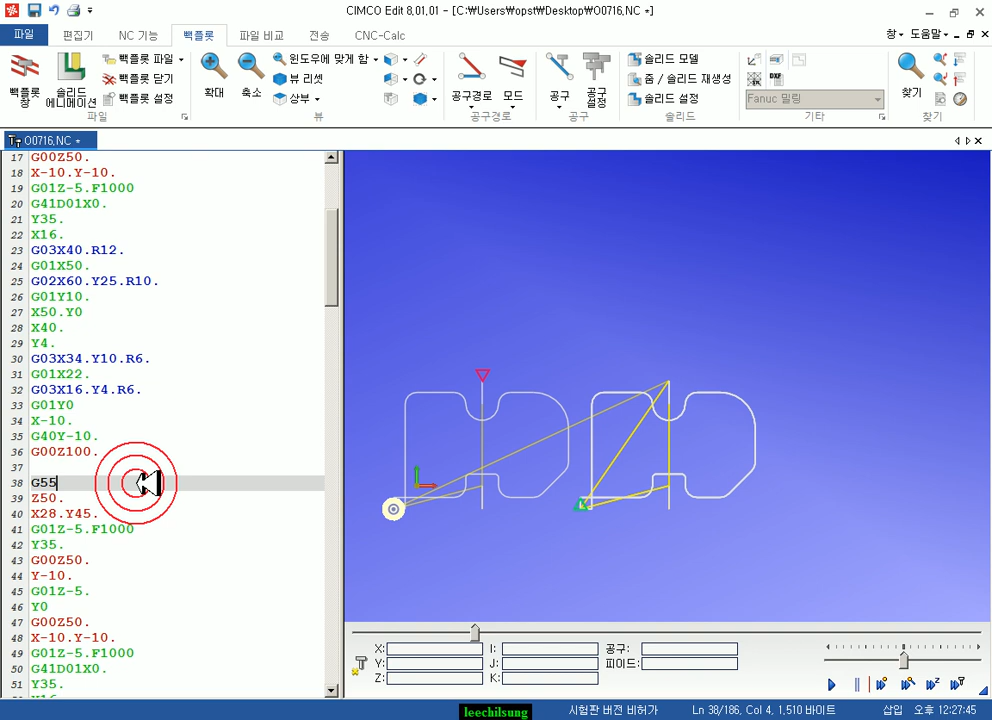 CIMCO Edit 8,01,01 - [C:₩Users₩opst₩Desktop₩O0716,NC *]
파일 편집기 NC 기능 백플롯 파일 비교 전송 CNC-Calc 창 도움말
백플롯 창
솔리드 애니메이션
백플롯 파일
백플롯 닫기
백플롯 설정
파일
확대
축소
윈도우에 맞게 함
뷰 리셋
상부
뷰
공구경로
모드
공구경로
공구
공구 설정
공구
솔리드 모델
줌 / 솔리드 재생성
솔리드 설정
솔리드
DXF
Fanuc 밀링
기타
찾기
찾기
O0716,NC *
17 G00Z50.
18 X-10.Y-10.
19 G01Z-5.F1000
20 G41D01X0.
21 Y35.
22 X16.
23 G03X40.R12.
24 G01X50.
25 G02X60.Y25.R10.
26 G01Y10.
27 X50.Y0
28 X40.
29 Y4.
30 G03X34.Y10.R6.
31 G01X22.
32 G03X16.Y4.R6.
33 G01Y0
34 X-10.
35 G40Y-10.
36 G00Z100.
37
38 G55
39 Z50.
40 X28.Y45.
41 G01Z-5.F1000
42 Y35.
43 G00Z50.
44 Y-10.
45 G01Z-5.
46 Y0
47 G00Z50.
48 X-10.Y-10.
49 G01Z-5.F1000
50 G41D01X0.
51 Y35.
X: I: 공구:
Y: J: 피이드:
Z: K:
leechilsung 시험판 버전 비허가 Ln 38/186, Col 4, 1,510 바이트 삽입 오후 12:27:45